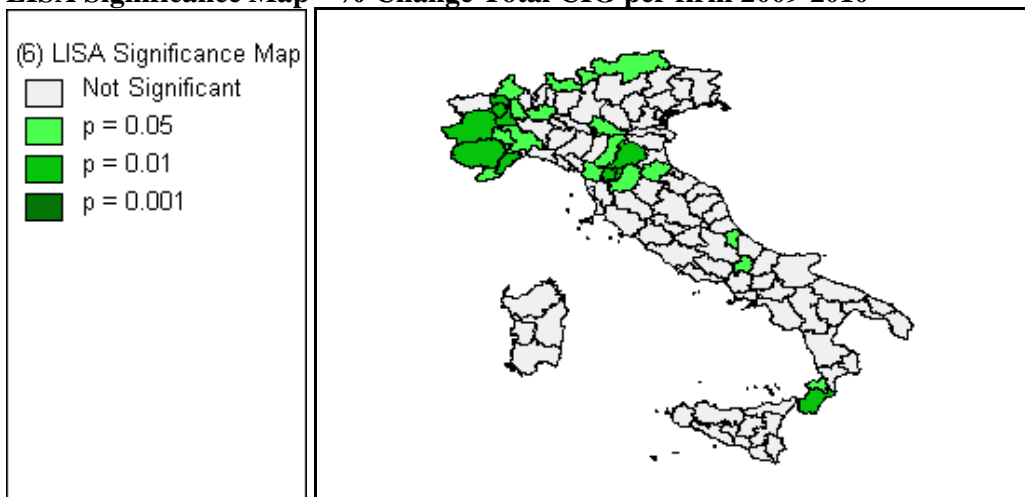 LISA Significance Map – % Change Total CIG per firm 2009-2010
(6) LISA Significance Map
Not Significant
p = 0.05
p = 0.01
p = 0.001